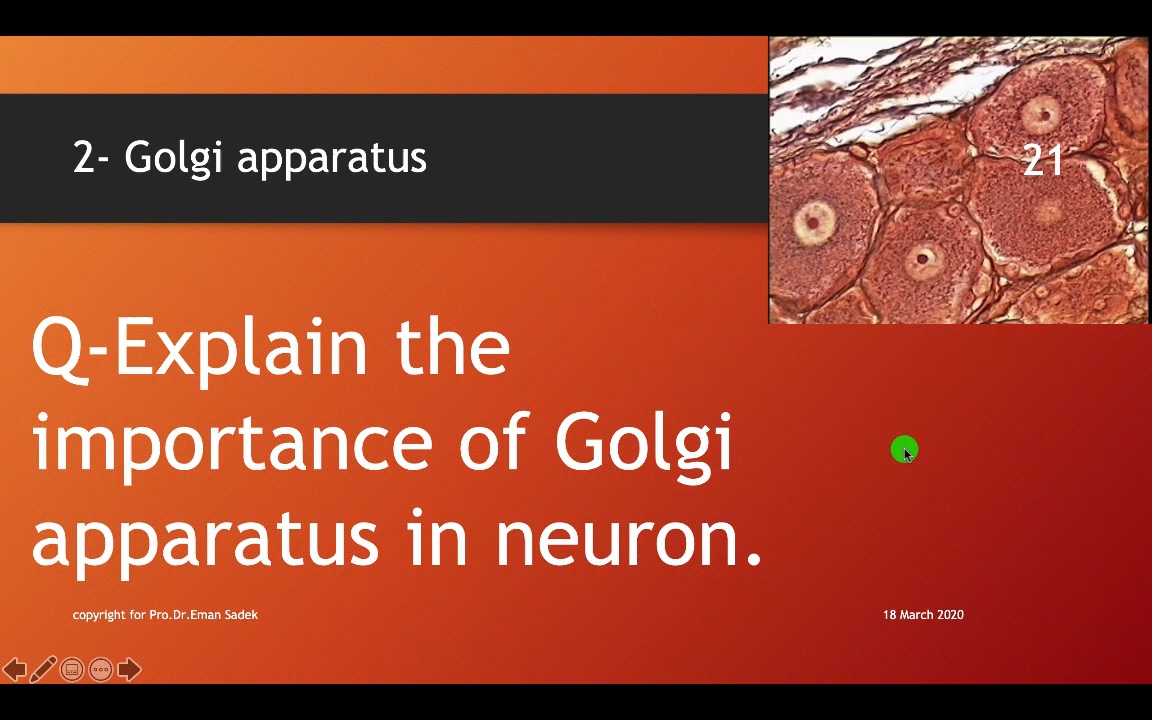 2- Golgi apparatus
21
Q-Explain the
importance of Golgi
apparatus in neuron.
copyright for Pro.Dr.Eman Sadek
18 March 2020